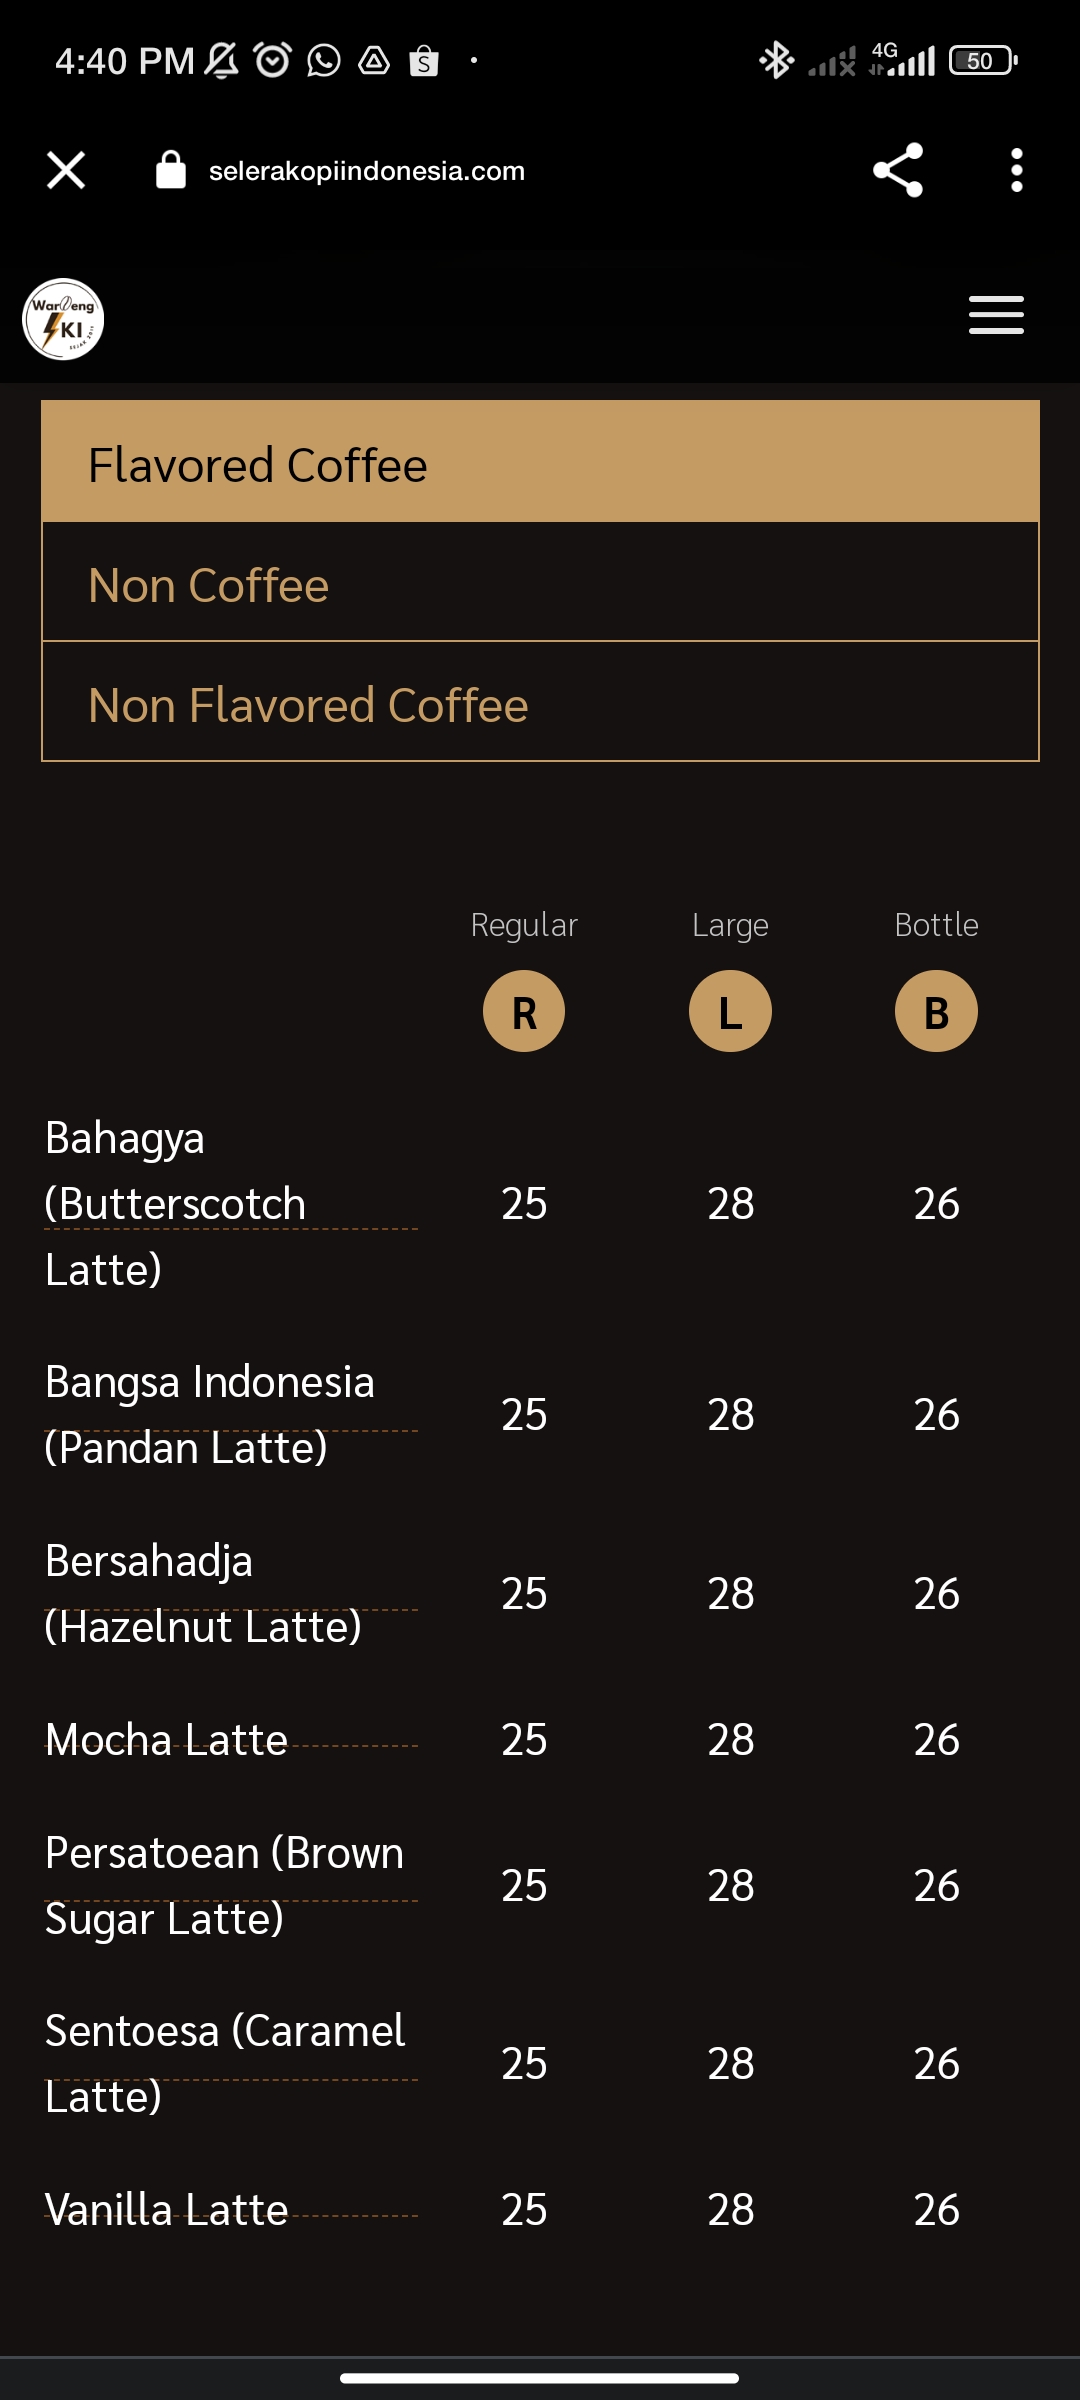 4:40 PM
S
4G
50
selerakopiindonesia.com
Wardeng
KI
Flavored Coffee
Non Coffee
Non Flavored Coffee
Regular Large Bottle
R L B
Bahagya
(Butterscotch 25 28 26
Latte)
Bangsa Indonesia
25 28 26
(Pandan Latte)
Bersahadja
25 28 26
(Hazelnut Latte)
Mocha Latte 25 28 26
Persatoean (Brown
25 28 26
Sugar Latte)
Sentoesa (Caramel
25 28 26
Latte)
Vanilla Latte 25 28 26